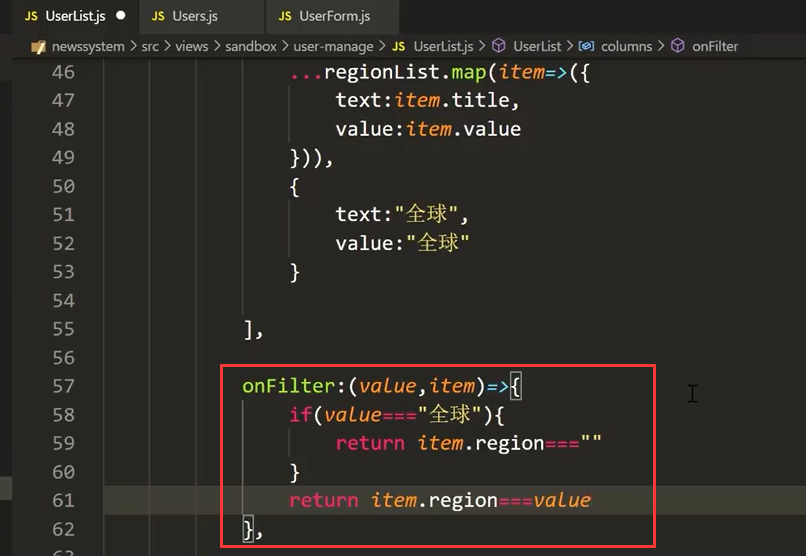 JS UserList.js ● JS Users.js JS UserForm.js
newssystem > src > views > sandbox > user-manage > JS UserList.js > UserList > columns > onFilter
46 ...regionList.map(item=>({
47 text:item.title,
48 value:item.value
49 })),
50 {
51 text:"全球",
52 value:"全球"
53 }
54
55 ],
56
57 onFilter:(value,item)=>{
58 if(value==="全球"){
59 return item.region===""
60 }
61 return item.region===value
62 },